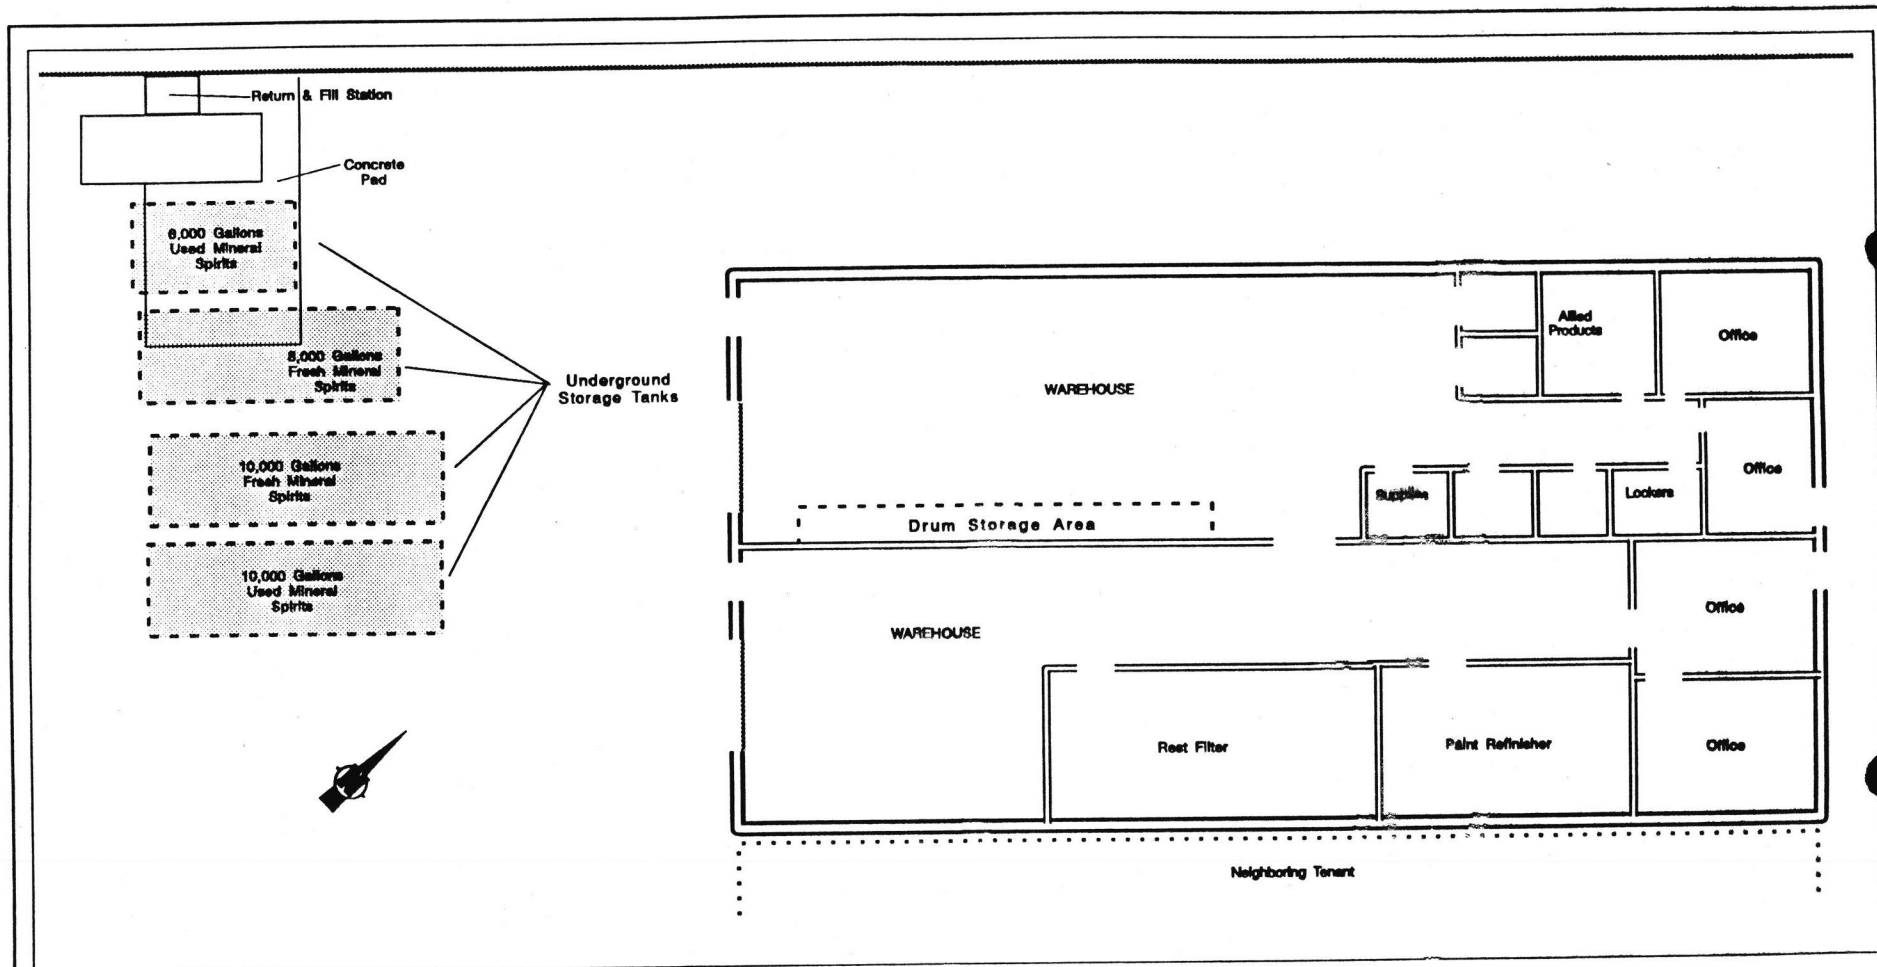 Return & Fill Station
Concrete
Pad
6,000 Gallons
Used Mineral
Spirits
8,000 Gallons
Fresh Mineral
Spirits
Underground
Storage Tanks
10,000 Gallons
Fresh Mineral
Spirits
10,000 Gallons
Used Mineral
Spirits
WAREHOUSE
Allied
Products
Office
Office
Supplies
Lockers
Drum Storage Area
WAREHOUSE
Office
Rest Filter
Paint Refinisher
Office
Neighboring Tenant